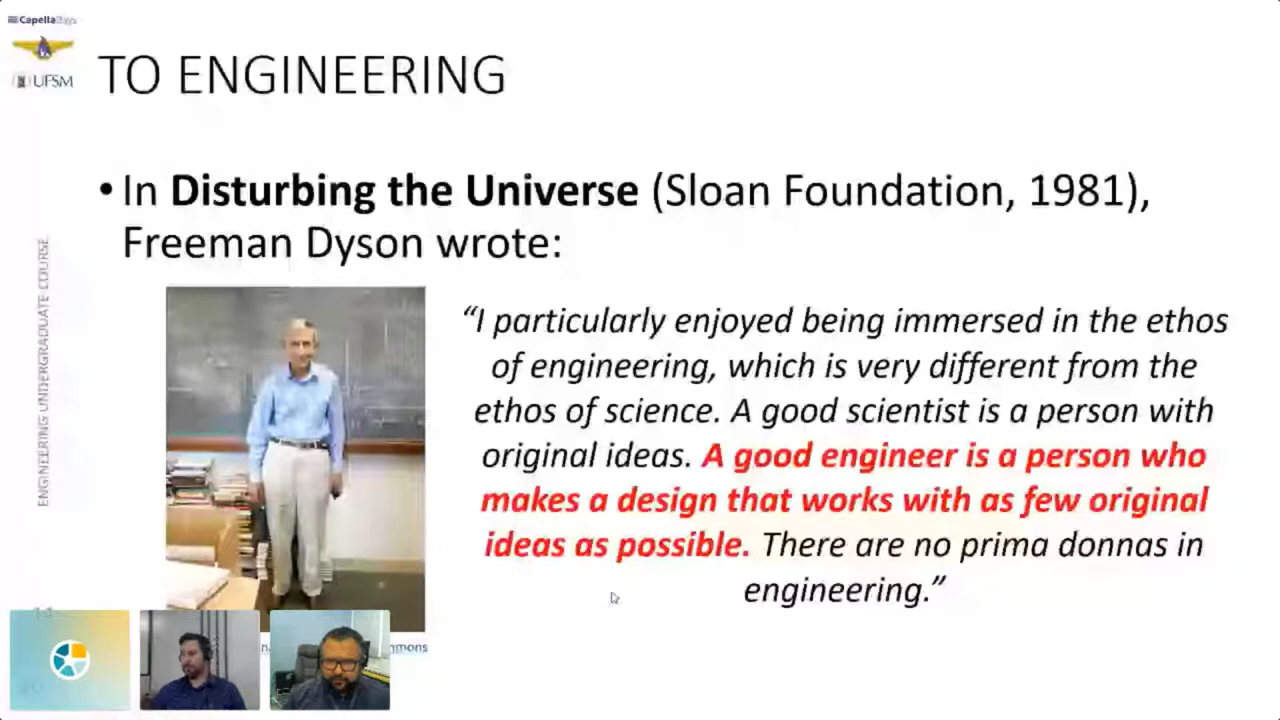 CapellaDays
UFSM
TO ENGINEERING
• In Disturbing the Universe (Sloan Foundation, 1981),
Freeman Dyson wrote:
ENGINEERING UNDERGRADUATE COURSE
“I particularly enjoyed being immersed in the ethos
of engineering, which is very different from the
ethos of science. A good scientist is a person with
original ideas. A good engineer is a person who
makes a design that works with as few original
ideas as possible. There are no prima donnas in
engineering.”